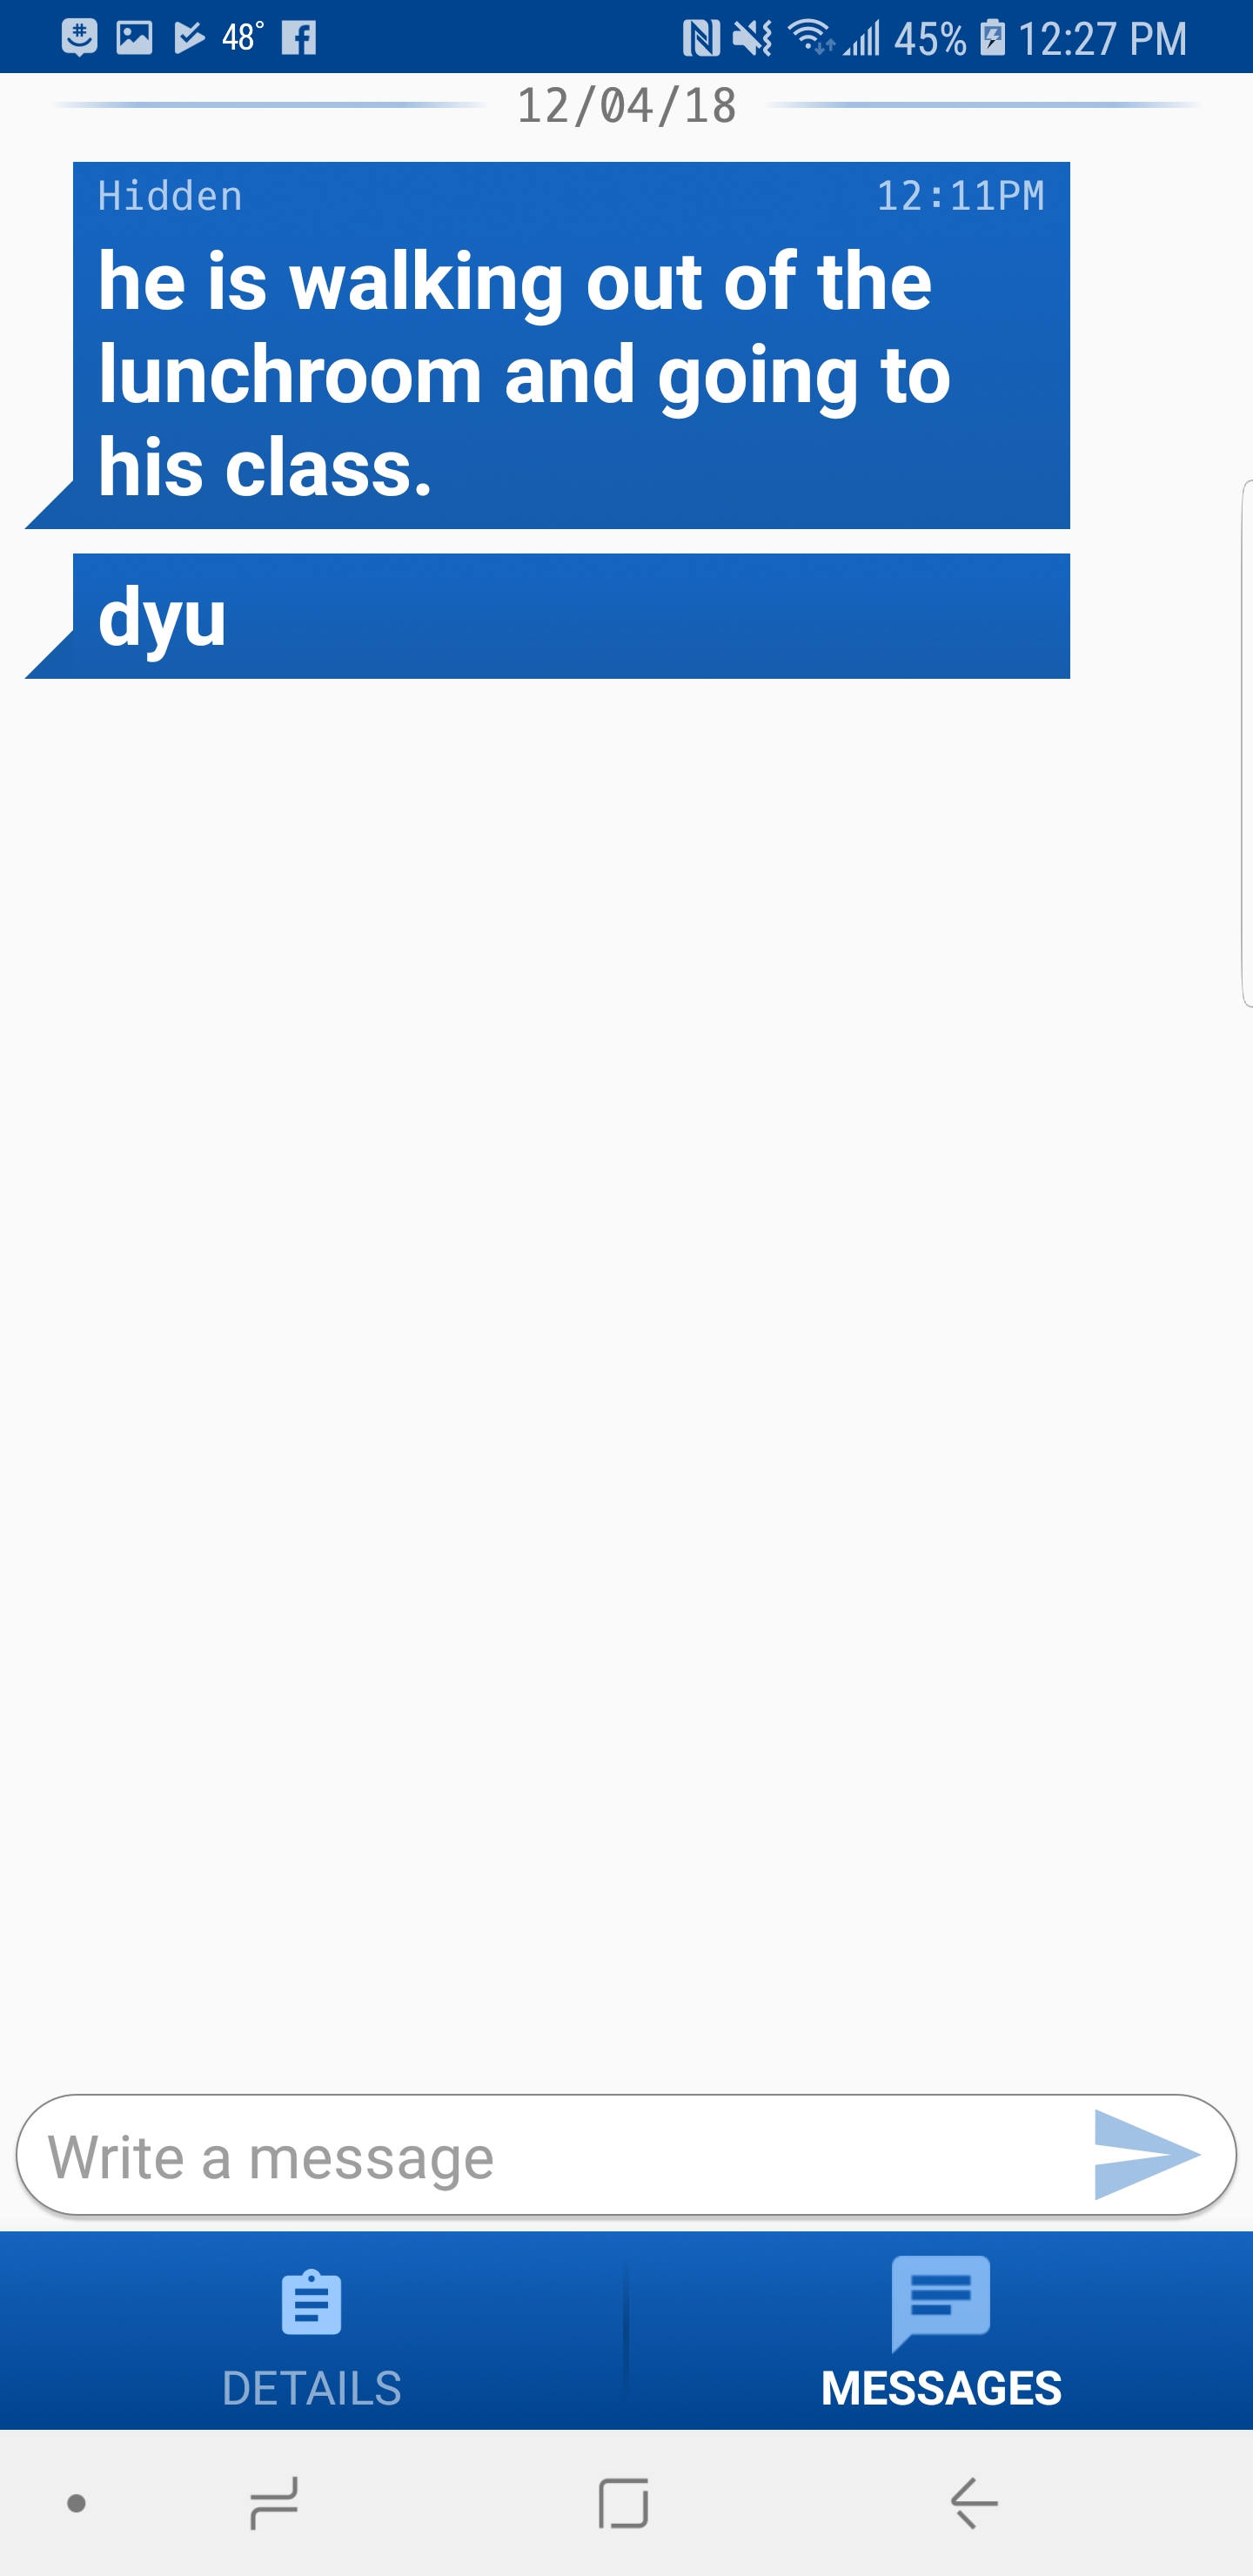 48° 45% 12:27 PM
12/04/18
Hidden 12:11PM
he is walking out of the
lunchroom and going to
his class.
dyu
Write a message
DETAILS MESSAGES